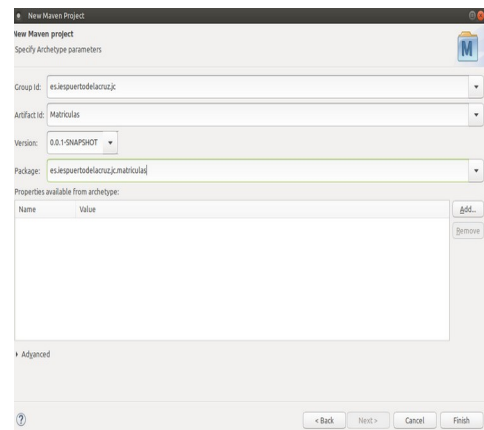 New Maven Project
New Maven project
Specify Archetype parameters
M
Group Id: es.iespuertodelacruz.jc
Artifact Id: Matriculas
Version: 0.0.1-SNAPSHOT
Package: es.iespuertodelacruz.jc.matriculas
Properties available from archetype:
Name Value
Add...
Remove
Advanced
?
< Back Next > Cancel Finish